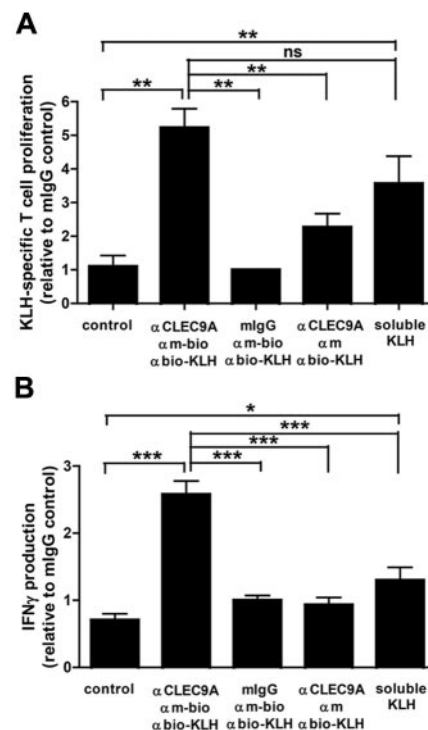 A
**
ns
**
** **
KLH-specific T cell proliferation
(relative to mIgG control)
6
5
4
3
2
1
0
control αCLEC9A mIgG αCLEC9A soluble
αm-bio αm-bio αm KLH
αbio-KLH αbio-KLH αbio-KLH
B
*
***
***
*** ***
IFNγ production
(relative to mIgG control)
3
2
1
0
control αCLEC9A mIgG αCLEC9A soluble
αm-bio αm-bio αm KLH
αbio-KLH αbio-KLH αbio-KLH